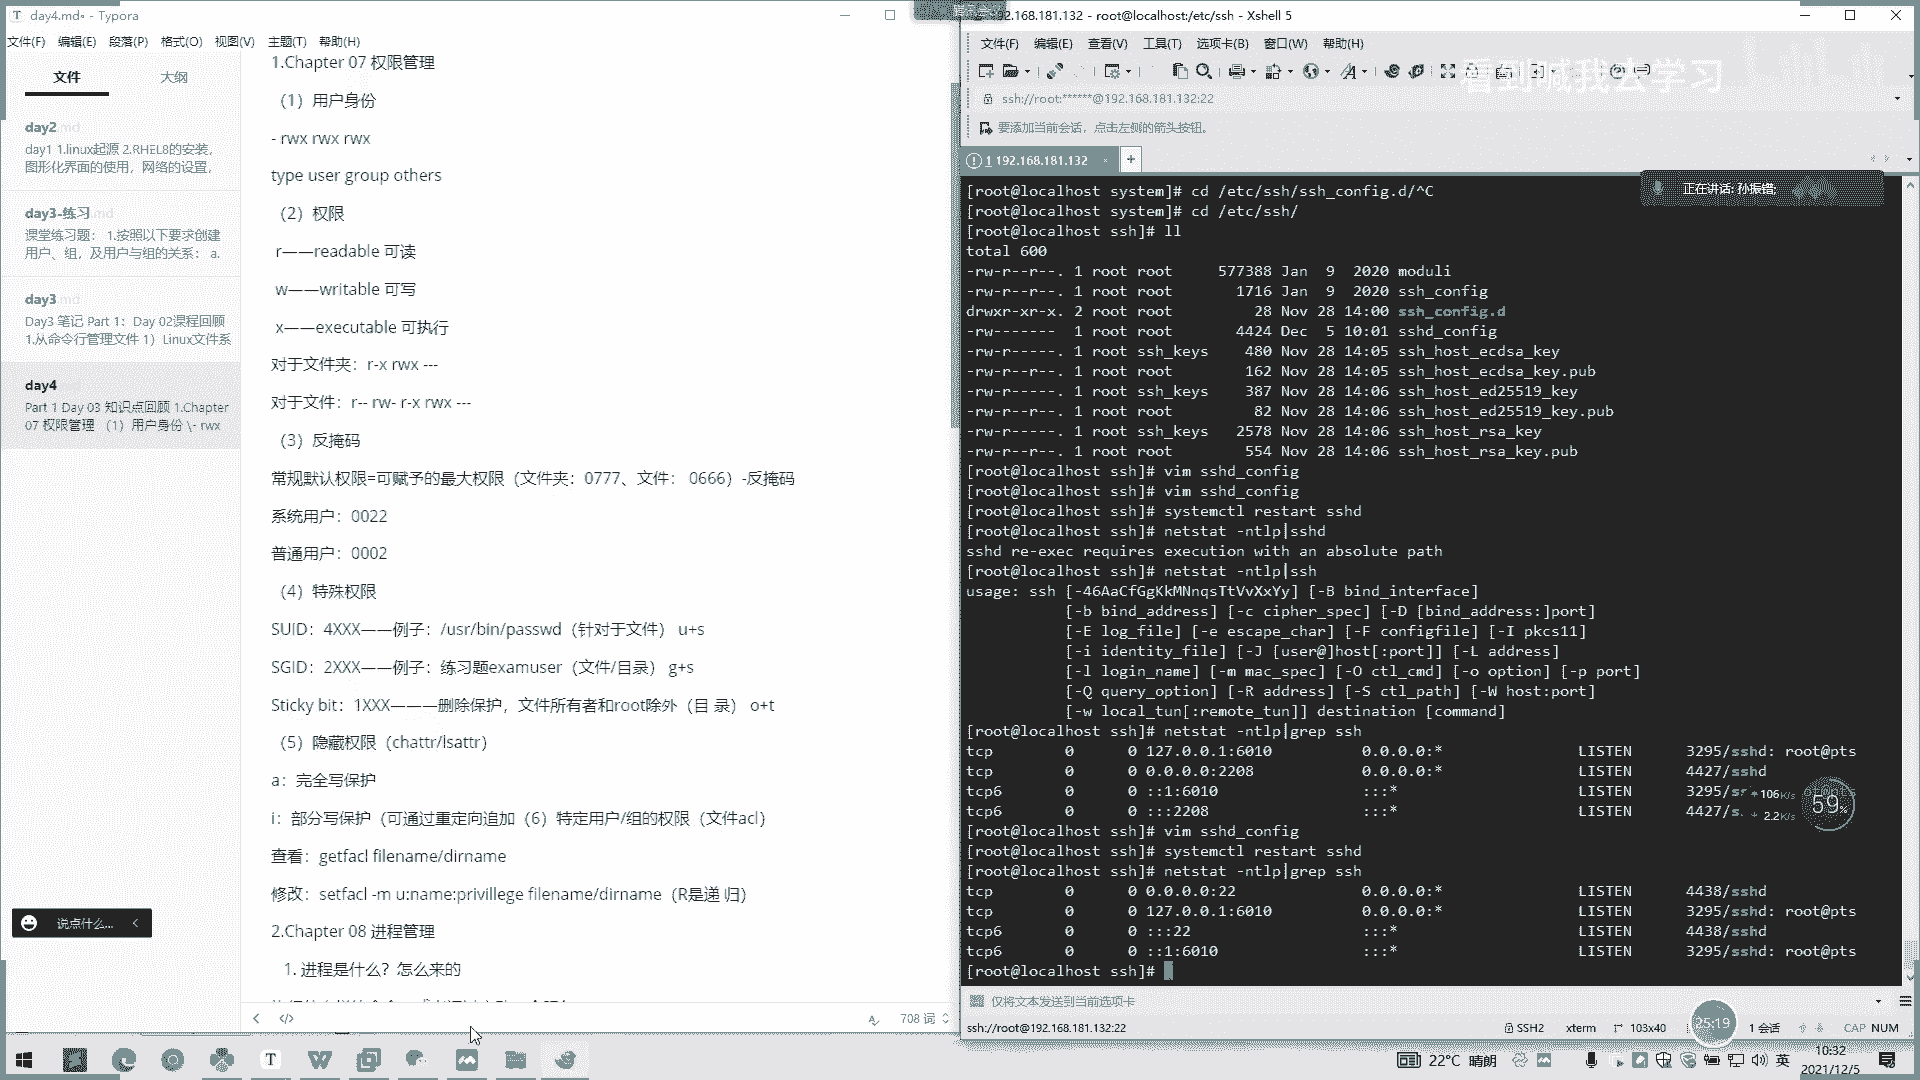 day4.md• - Typora
文件(F) 编辑(E) 段落(P) 格式(O) 视图(V) 主题(T) 帮助(H)
文件 大纲
day2.md
day1 1.linux起源 2.RHEL8的安装，
图形化界面的使用，网络的设置，
day3-练习.md
课堂练习题： 1.按照以下要求创建
用户、组，及用户与组的关系： a.
day3.md
Day3 笔记 Part 1：Day 02课程回顾
1.从命令行管理文件 1）Linux文件系
day4
Part 1 Day 03 知识点回顾 1.Chapter
07 权限管理 （1）用户身份 \- rwx
说点什么...
1.Chapter 07 权限管理
（1）用户身份
- rwx rwx rwx
type user group others
（2）权限
r——readable 可读
w——writable 可写
x——executable 可执行
对于文件夹：r-x rwx ---
对于文件：r-- rw- r-x rwx ---
（3）反掩码
常规默认权限=可赋予的最大权限（文件夹：0777、文件： 0666）-反掩码
系统用户：0022
普通用户：0002
（4）特殊权限
SUID：4XXX——例子：/usr/bin/passwd（针对于文件） u+s
SGID：2XXX——例子：练习题examuser（文件/目录） g+s
Sticky bit：1XXX———删除保护，文件所有者和root除外（目 录） o+t
（5）隐藏权限（chattr/lsattr）
a：完全写保护
i：部分写保护（可通过重定向追加（6）特定用户/组的权限（文件acl）
查看：getfacl filename/dirname
修改：setfacl -m u:name:privillege filename/dirname（R是递 归）
2.Chapter 08 进程管理
1. 进程是什么？怎么来的
708 词
192.168.181.132 - root@localhost:/etc/ssh - Xshell 5
文件(F) 编辑(E) 查看(V) 工具(T) 选项卡(B) 窗口(W) 帮助(H)
看到喊我去学习
ssh://root:******@192.168.181.132:22
要添加当前会话，点击左侧的箭头按钮。
1 192.168.181.132
正在讲话: 孙振锴;
[root@localhost system]# cd /etc/ssh/ssh_config.d/^C
[root@localhost system]# cd /etc/ssh/
[root@localhost ssh]# ll
total 600
-rw-r--r--. 1 root root 577388 Jan 9 2020 moduli
-rw-r--r--. 1 root root 1716 Jan 9 2020 ssh_config
drwxr-xr-x. 2 root root 28 Nov 28 14:00 ssh_config.d
-rw------- 1 root root 4424 Dec 5 10:01 sshd_config
-rw-r-----. 1 root ssh_keys 480 Nov 28 14:05 ssh_host_ecdsa_key
-rw-r--r--. 1 root root 162 Nov 28 14:05 ssh_host_ecdsa_key.pub
-rw-r-----. 1 root ssh_keys 387 Nov 28 14:06 ssh_host_ed25519_key
-rw-r--r--. 1 root root 82 Nov 28 14:06 ssh_host_ed25519_key.pub
-rw-r-----. 1 root ssh_keys 2578 Nov 28 14:06 ssh_host_rsa_key
-rw-r--r--. 1 root root 554 Nov 28 14:06 ssh_host_rsa_key.pub
[root@localhost ssh]# vim sshd_config
[root@localhost ssh]# vim sshd_config
[root@localhost ssh]# systemctl restart sshd
[root@localhost ssh]# netstat -ntlp|sshd
sshd re-exec requires execution with an absolute path
[root@localhost ssh]# netstat -ntlp|ssh
usage: ssh [-46AaCfGgKkMNnqsTtVvXxYy] [-B bind_interface]
[-b bind_address] [-c cipher_spec] [-D [bind_address:]port]
[-E log_file] [-e escape_char] [-F configfile] [-I pkcs11]
[-i identity_file] [-J [user@]host[:port]] [-L address]
[-l login_name] [-m mac_spec] [-O ctl_cmd] [-o option] [-p port]
[-Q query_option] [-R address] [-S ctl_path] [-W host:port]
[-w local_tun[:remote_tun]] destination [command]
[root@localhost ssh]# netstat -ntlp|grep ssh
tcp 0 0 127.0.0.1:6010 0.0.0.0:* LISTEN 3295/sshd: root@pts
tcp 0 0 0.0.0.0:2208 0.0.0.0:* LISTEN 4427/sshd
tcp6 0 0 ::1:6010 :::* LISTEN 3295/s
tcp6 0 0 :::2208 :::* LISTEN 4427/s
106K/s
2.2K/s
59%
[root@localhost ssh]# vim sshd_config
[root@localhost ssh]# systemctl restart sshd
[root@localhost ssh]# netstat -ntlp|grep ssh
tcp 0 0 0.0.0.0:22 0.0.0.0:* LISTEN 4438/sshd
tcp 0 0 127.0.0.1:6010 0.0.0.0:* LISTEN 3295/sshd: root@pts
tcp6 0 0 :::22 :::* LISTEN 4438/sshd
tcp6 0 0 ::1:6010 :::* LISTEN 3295/sshd: root@pts
[root@localhost ssh]#
仅将文本发送到当前选项卡
ssh://root@192.168.181.132:22 SSH2 xterm 103x40 25:19 1 会话 CAP NUM
22°C 晴朗 英 10:32
2021/12/5